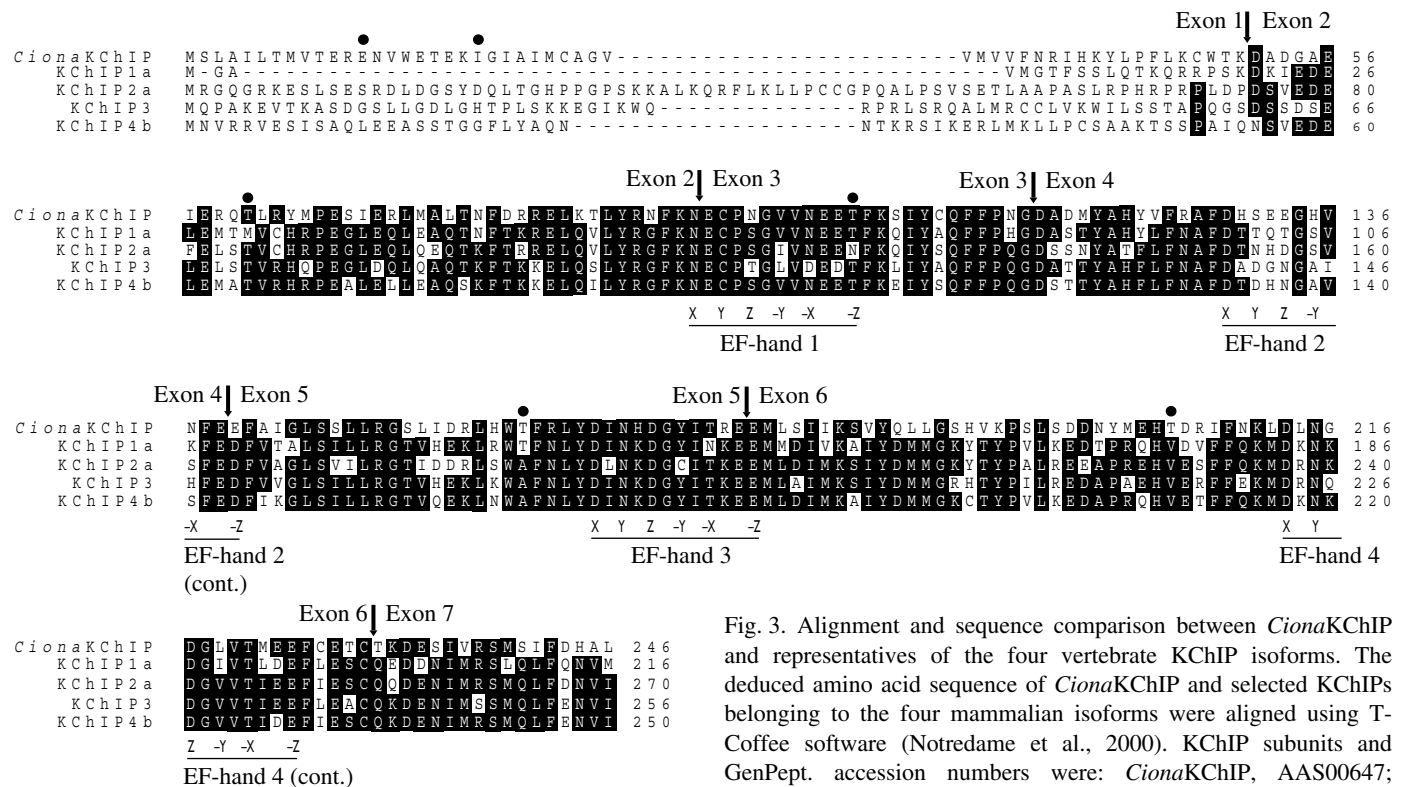 Exon 1 Exon 2
CionaKChIP MSLAILTMVTERENVWETEKIGIAIMCAGV------------------------VMVVFNRIHKYLPFLKCWTKDADGAE 56
KChIP1a M-GA-----------------------------------------------------VMGTFSSLQTKQRRPSKDKIEDE 26
KChIP2a MRGQGRKESLSESRDLDGSYDQLTGHPPGPSKKALKQRFLKLLPCCGPQALPSVSETLAAPASLRPHRPRPLDPDSVEDE 80
KChIP3 MQPAKEVTKASDGSLLGDLGHTPLSKKEGIKWQ--------------RPRLSRQALMRCCLVKWILSSTAPQGSDSSDSE 66
KChIP4b MNVRRVESISAQLEEASSTGGFLYAQN--------------------NTKRSIKERLMKLLPCSAAKTSSPAIQNSVEDE 60
Exon 2 Exon 3 Exon 3 Exon 4
CionaKChIP IERQTLRYMPESIERLMALTNFDRRELKTLYRNFKNECPNGVVNEETFKSIYCQFFPNGDADMYAHYVFRAFDHSEEGHV 136
KChIP1a LEMTMVCHRPEGLEQLEAQTNFTKRELQVLYRGFKNECPSGVVNEETFKQIYAQFFPHGDASTYAHYLFNAFDTTQTGSV 106
KChIP2a FELSTVCHRPEGLEQLQEQTKFTRRELQVLYRGFKNECPSGIVNEENFKQIYSQFFPQGDSSNYATFLFNAFDTNHDGSV 160
KChIP3 LELSTVRHQPEGLDQLQAQTKFTKKELQSLYRGFKNECPTGLVDEDTFKLIYAQFFPQGDATTYAHFLFNAFDADGNGAI 146
KChIP4b LEMATVRHRPEALELLEAQSKFTKKELQILYRGFKNECPSGVVNEETFKEIYSQFFPQGDSTTYAHFLFNAFDTDHNGAV 140
X Y Z -Y -X -Z X Y Z -Y
EF-hand 1 EF-hand 2
Exon 4 Exon 5 Exon 5 Exon 6
CionaKChIP NFEEFAIGLSSLLRGSLIDRLHWTFRLYDINHDGYITREEMLSIIKSVYQLLGSHVKPSLSDDNYMEHTDRIFNKLDLNG 216
KChIP1a KFEDFVTALSILLRGTVHEKLRWTFNLYDINKDGYINKEEMMDIVKAIYDMMGKYTYPVLKEDTPRQHVDVFFQKMDKNK 186
KChIP2a SFEDFVAGLSVILRGTIDDRLSWAFNLYDLNKDGCITKEEMLDIMKSIYDMMGKYTYPALREEAPREHVESFFQKMDRNK 240
KChIP3 HFEDFVVGLSILLRGTVHEKLKWAFNLYDINKDGYITKEEMLAIMKSIYDMMGRHTYPILREDAPAEHVERFFEKMDRNQ 226
KChIP4b SFEDFIKGLSILLRGTVQEKLNWAFNLYDINKDGYITKEEMLDIMKAIYDMMGKCTYPVLKEDAPRQHVETFFQKMDKNK 220
-X -Z X Y Z -Y -X -Z X Y
EF-hand 2 EF-hand 3 EF-hand 4
(cont.)
Exon 6 Exon 7
CionaKChIP DGLVTMEEFCETCTKDESIVRSMSIFDHAL 246
KChIP1a DGIVTLDEFLESCQEDDNIMRSLQLFQNVM 216
KChIP2a DGVVTIEEFIESCQQDENIMRSMQLFDNVI 270
KChIP3 DGVVTIEEFLEACQKDENIMSSMQLFENVI 256
KChIP4b DGVVTIDEFIESCQKDENIMRSMQLFENVI 250
Z -Y -X -Z
EF-hand 4 (cont.)
Fig. 3. Alignment and sequence comparison between CionaKChIP
and representatives of the four vertebrate KChIP isoforms. The
deduced amino acid sequence of CionaKChIP and selected KChIPs
belonging to the four mammalian isoforms were aligned using T-
Coffee software (Notredame et al., 2000). KChIP subunits and
GenPept. accession numbers were: CionaKChIP, AAS00647;